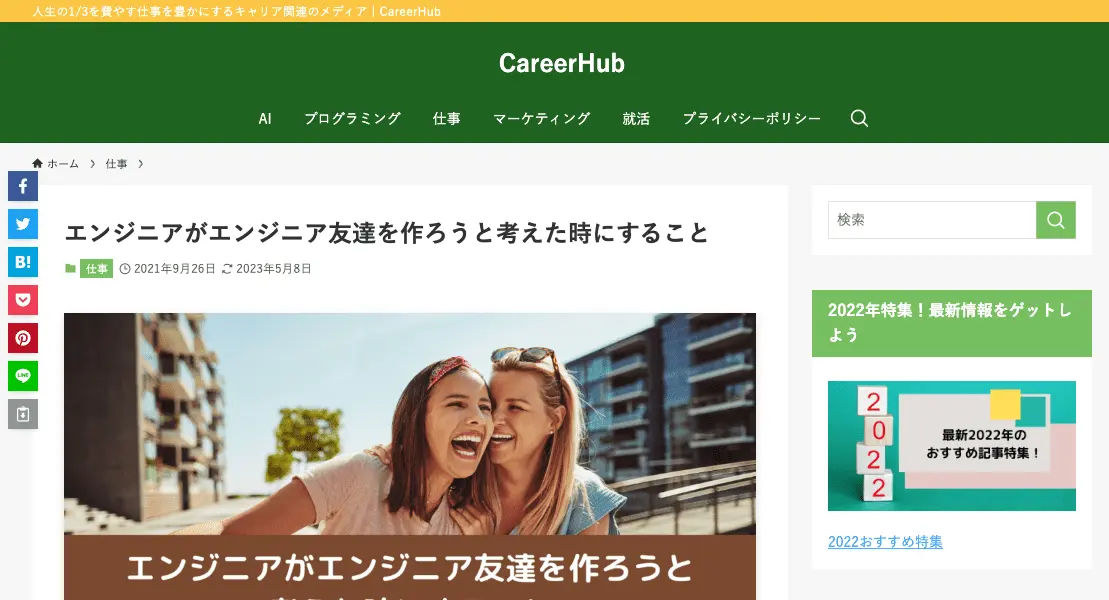 人生の1/3を費やす仕事を豊かにするキャリア関連のメディア | CareerHub
CareerHub
AI プログラミング 仕事 マーケティング 就活 プライバシーポリシー
ホーム 仕事
エンジニアがエンジニア友達を作ろうと考えた時にすること
仕事 2021年9月26日 2023年5月8日
B!
LINE
エンジニアがエンジニア友達を作ろうと
検索
2022年特集！最新情報をゲットし
よう
2
0
2
2
最新2022年の
おすすめ記事特集！
2022おすすめ特集